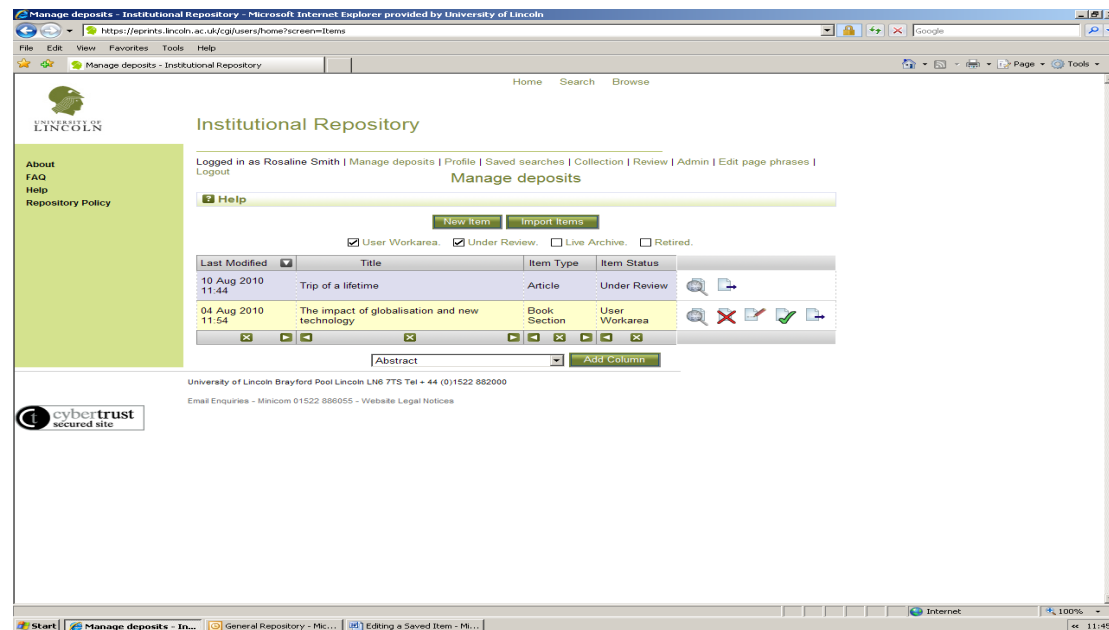 Manage deposits - Institutional Repository - Microsoft Internet Explorer provided by University of Lincoln
https://eprints.lincoln.ac.uk/cgi/users/home?screen=Items
Google
File Edit View Favorites Tools Help
Manage deposits - Institutional Repository
Page Tools
Home Search Browse
UNIVERSITY OF
LINCOLN
Institutional Repository
About
FAQ
Help
Repository Policy
Logged in as Rosaline Smith | Manage deposits | Profile | Saved searches | Collection | Review | Admin | Edit page phrases |
Logout
Manage deposits
? Help
New Item Import Items
User Workarea. Under Review. Live Archive. Retired.
Last Modified Title Item Type Item Status
10 Aug 2010
11:44
Trip of a lifetime
Article
Under Review
04 Aug 2010
11:54
The impact of globalisation and new
technology
Book
Section
User
Workarea
Abstract Add Column
University of Lincoln Brayford Pool Lincoln LN6 7TS Tel + 44 (0)1522 882000
Email Enquiries - Minicom 01522 886055 - Website Legal Notices
t cybertrust
secured site
Internet 100%
Start Manage deposits - In... General Repository - Mic... Editing a Saved Item - Mi... « 11:45